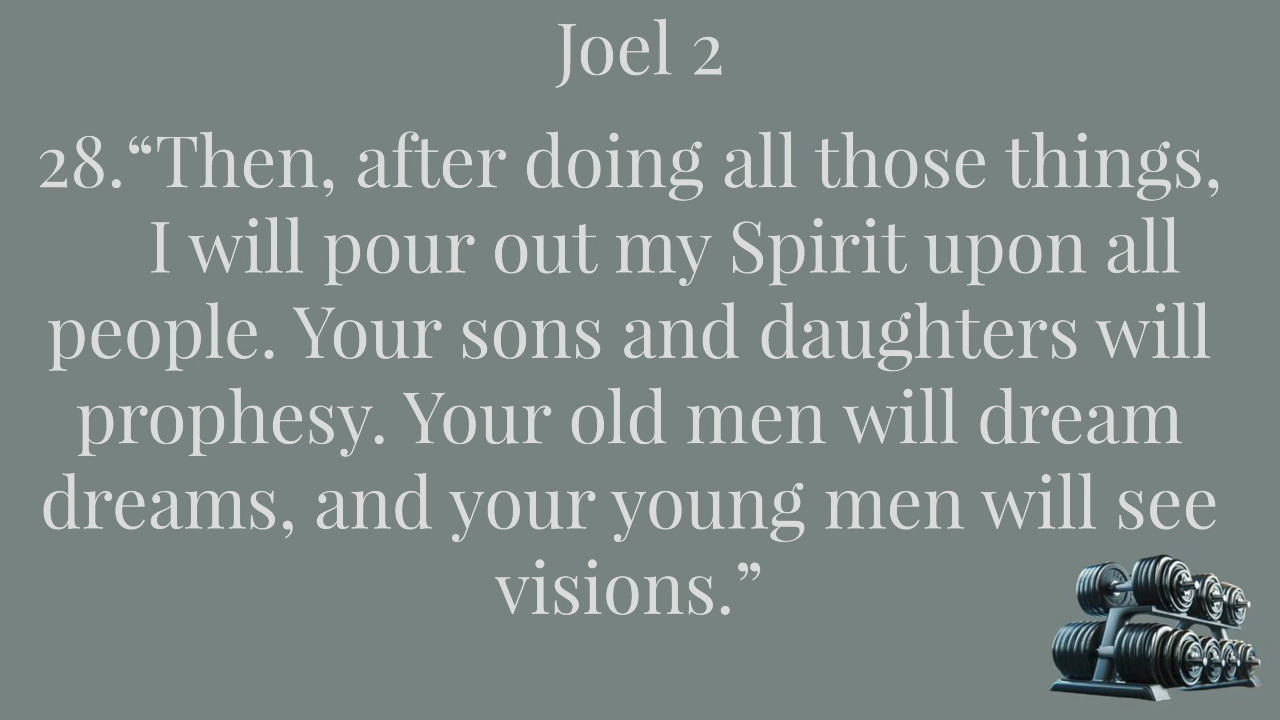 Joel 2
28.“Then, after doing all those things,
I will pour out my Spirit upon all
people. Your sons and daughters will
prophesy. Your old men will dream
dreams, and your young men will see
visions.”